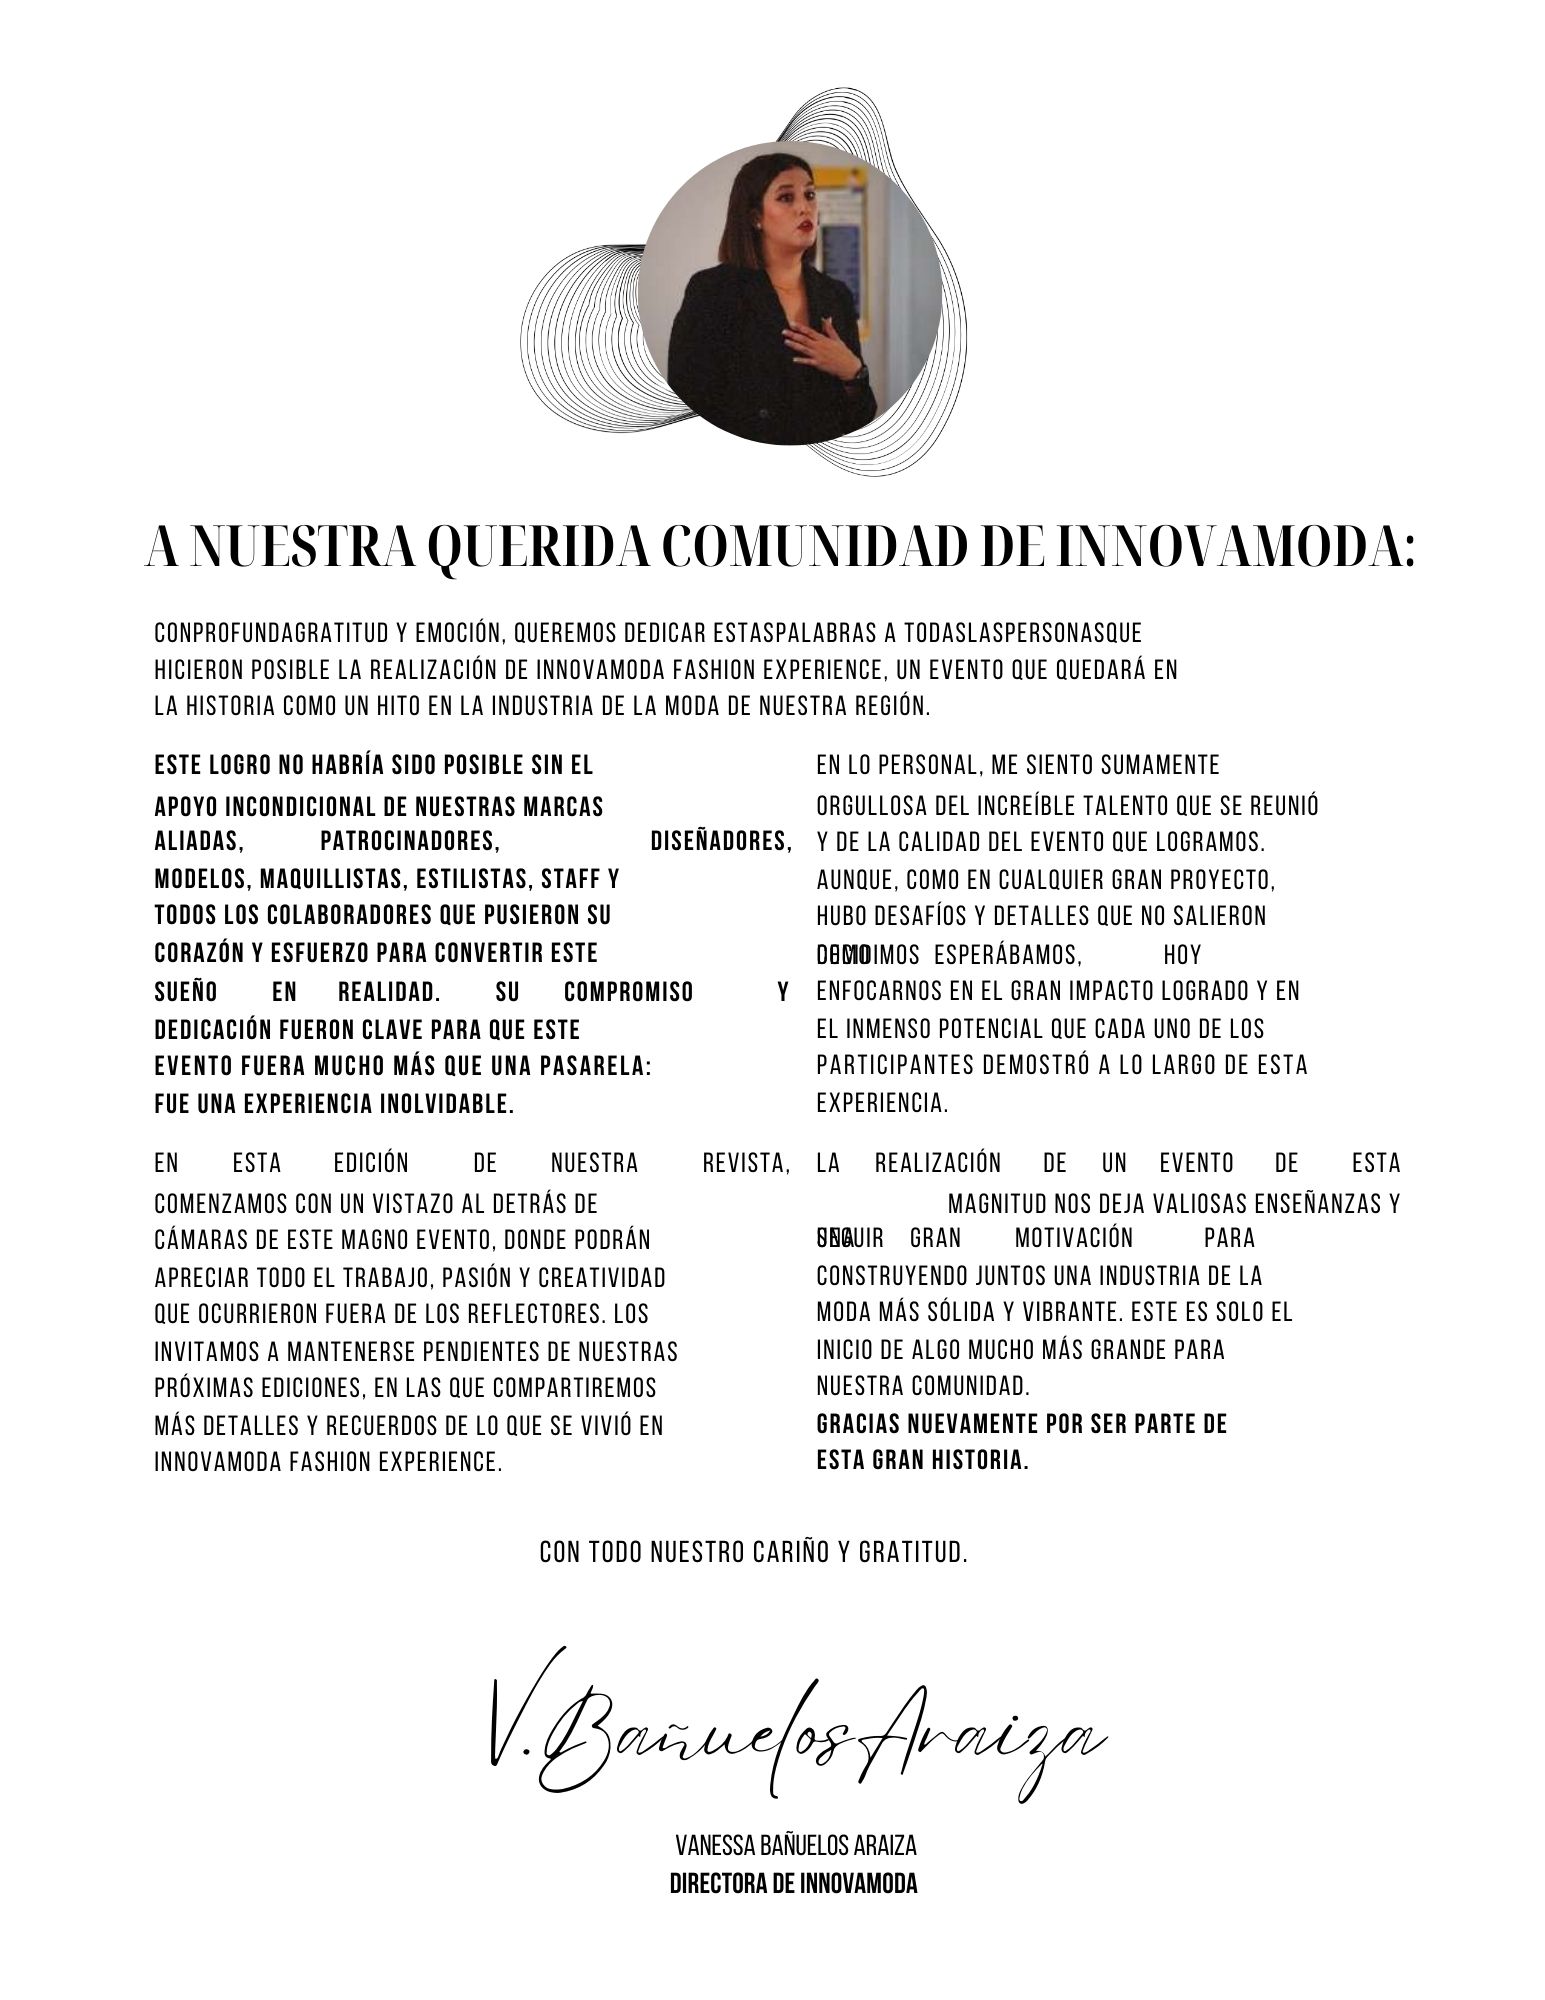 A NUESTRA QUERIDA COMUNIDAD DE INNOVAMODA:
CONPROFUNDAGRATITUD Y EMOCIÓN, QUEREMOS DEDICAR ESTASPALABRAS A TODASLASPERSONASQUE
HICIERON POSIBLE LA REALIZACIÓN DE INNOVAMODA FASHION EXPERIENCE, UN EVENTO QUE QUEDARÁ EN
LA HISTORIA COMO UN HITO EN LA INDUSTRIA DE LA MODA DE NUESTRA REGIÓN.
ESTE LOGRO NO HABRÍA SIDO POSIBLE SIN EL
APOYO INCONDICIONAL DE NUESTRAS MARCAS
ALIADAS, PATROCINADORES, DISEÑADORES,
MODELOS, MAQUILLISTAS, ESTILISTAS, STAFF Y
TODOS LOS COLABORADORES QUE PUSIERON SU
CORAZÓN Y ESFUERZO PARA CONVERTIR ESTE
SUEÑO EN REALIDAD. SU COMPROMISO Y
DEDICACIÓN FUERON CLAVE PARA QUE ESTE
EVENTO FUERA MUCHO MÁS QUE UNA PASARELA:
FUE UNA EXPERIENCIA INOLVIDABLE.
EN ESTA EDICIÓN DE NUESTRA REVISTA,
COMENZAMOS CON UN VISTAZO AL DETRÁS DE
CÁMARAS DE ESTE MAGNO EVENTO, DONDE PODRÁN
APRECIAR TODO EL TRABAJO, PASIÓN Y CREATIVIDAD
QUE OCURRIERON FUERA DE LOS REFLECTORES. LOS
INVITAMOS A MANTENERSE PENDIENTES DE NUESTRAS
PRÓXIMAS EDICIONES, EN LAS QUE COMPARTIREMOS
MÁS DETALLES Y RECUERDOS DE LO QUE SE VIVIÓ EN
INNOVAMODA FASHION EXPERIENCE.
EN LO PERSONAL, ME SIENTO SUMAMENTE
ORGULLOSA DEL INCREÍBLE TALENTO QUE SE REUNIÓ
Y DE LA CALIDAD DEL EVENTO QUE LOGRAMOS.
AUNQUE, COMO EN CUALQUIER GRAN PROYECTO,
HUBO DESAFÍOS Y DETALLES QUE NO SALIERON
ESPERÁBAMOS, HOY
ENFOCARNOS EN EL GRAN IMPACTO LOGRADO Y EN
EL INMENSO POTENCIAL QUE CADA UNO DE LOS
PARTICIPANTES DEMOSTRÓ A LO LARGO DE ESTA
EXPERIENCIA.
LA REALIZACIÓN DE UN EVENTO DE ESTA
MAGNITUD NOS DEJA VALIOSAS ENSEÑANZAS Y
GRAN MOTIVACIÓN PARA
CONSTRUYENDO JUNTOS UNA INDUSTRIA DE LA
MODA MÁS SÓLIDA Y VIBRANTE. ESTE ES SOLO EL
INICIO DE ALGO MUCHO MÁS GRANDE PARA
NUESTRA COMUNIDAD.
GRACIAS NUEVAMENTE POR SER PARTE DE
ESTA GRAN HISTORIA.
CON TODO NUESTRO CARIÑO Y GRATITUD.
V. Bañuelos Araiza
VANESSA BAÑUELOS ARAIZA
DIRECTORA DE INNOVAMODA